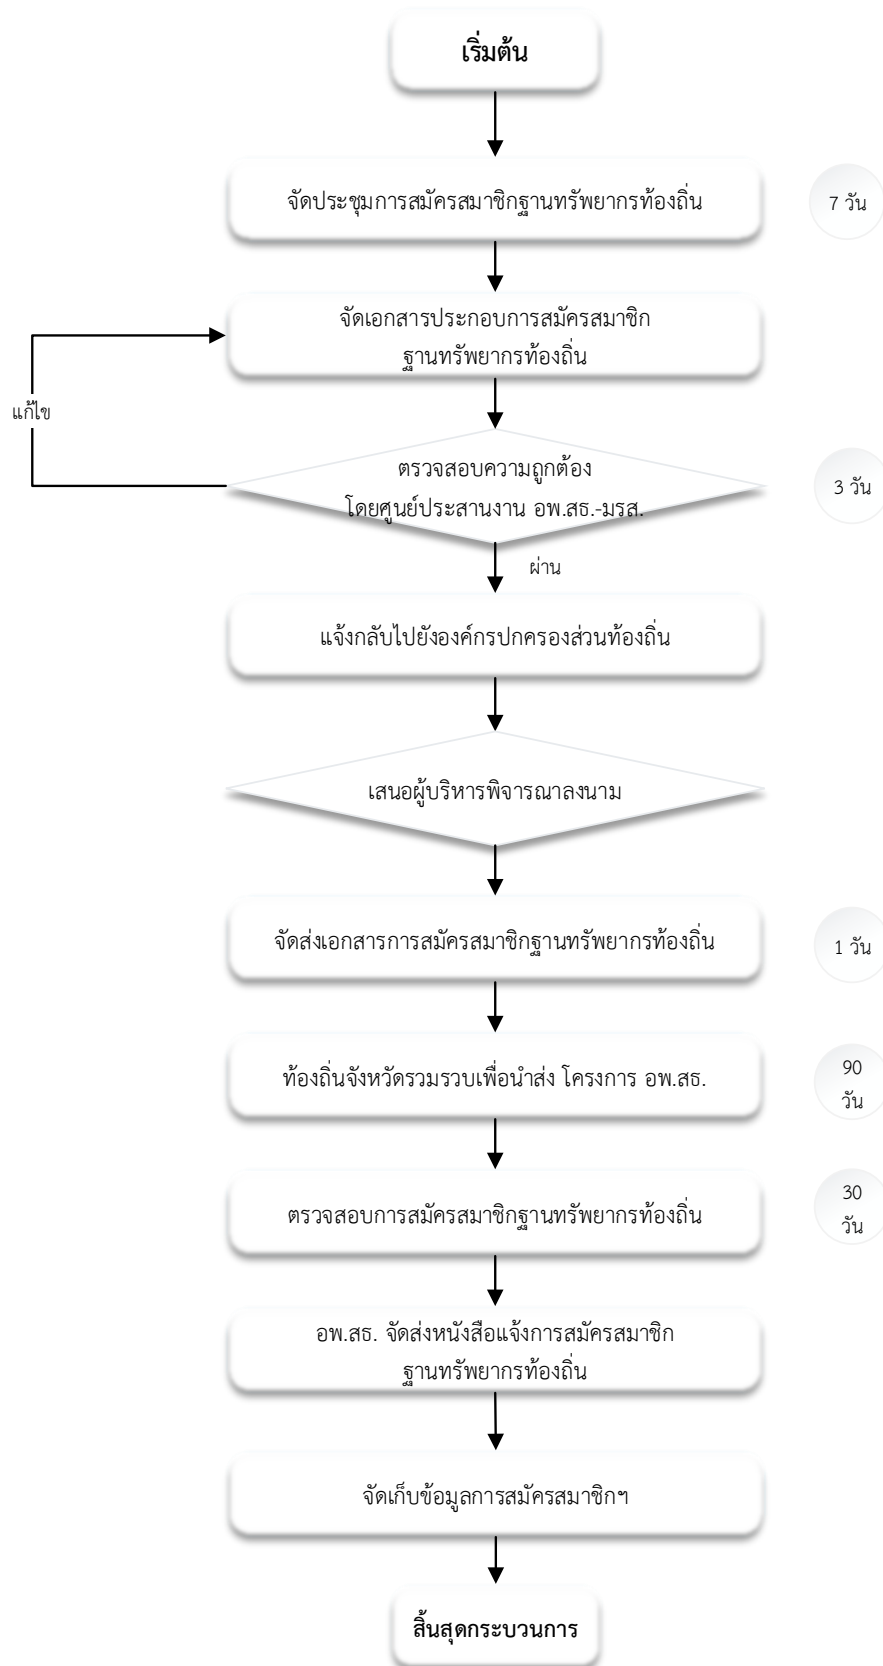 เริ่มต้น
จัดประชุมการสมัครสมาชิกฐานทรัพยากรท้องถิ่น
7 วัน
จัดเอกสารประกอบการสมัครสมาชิก
ฐานทรัพยากรท้องถิ่น
แก้ไข
ตรวจสอบความถูกต้อง
โดยศูนย์ประสานงาน อพ.สธ.-มรส.
3 วัน
ผ่าน
แจ้งกลับไปยังองค์กรปกครองส่วนท้องถิ่น
เสนอผู้บริหารพิจารณาลงนาม
จัดส่งเอกสารการสมัครสมาชิกฐานทรัพยากรท้องถิ่น
1 วัน
ท้องถิ่นจังหวัดรวมรวบเพื่อนำส่ง โครงการ อพ.สธ.
90
วัน
ตรวจสอบการสมัครสมาชิกฐานทรัพยากรท้องถิ่น
30
วัน
อพ.สธ. จัดส่งหนังสือแจ้งการสมัครสมาชิก
ฐานทรัพยากรท้องถิ่น
จัดเก็บข้อมูลการสมัครสมาชิกฯ
สิ้นสุดกระบวนการ